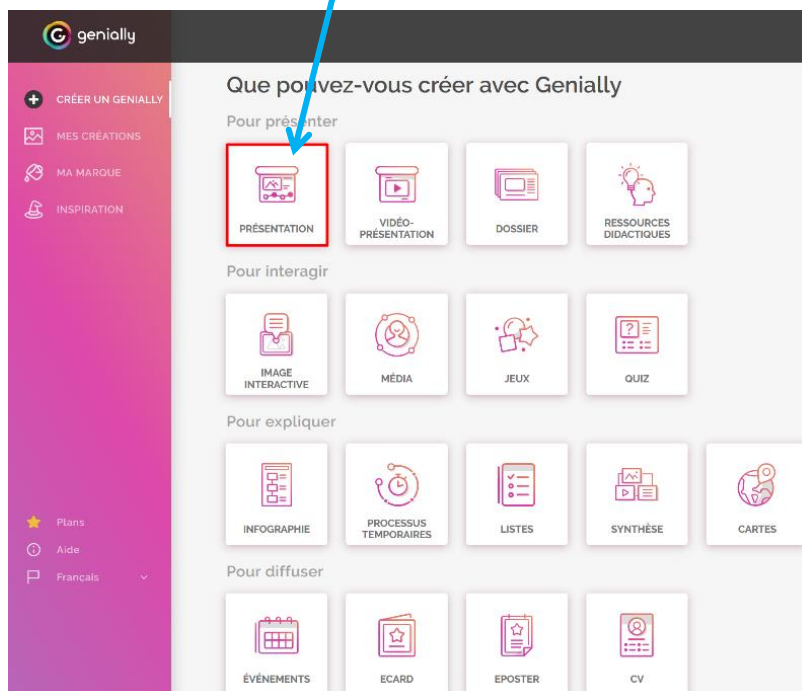 genially
CRÉER UN GENIALLY
MES CRÉATIONS
MA MARQUE
INSPIRATION
Plans
Aide
Français
Que pouvez-vous créer avec Genially
Pour présenter
PRÉSENTATION
VIDÉO-
PRÉSENTATION
DOSSIER
RESSOURCES
DIDACTIQUES
Pour interagir
IMAGE
INTERACTIVE
MÉDIA
JEUX
QUIZ
Pour expliquer
INFOGRAPHIE
PROCESSUS
TEMPORAIRES
LISTES
SYNTHÈSE
CARTES
Pour diffuser
ÉVÉNEMENTS
ECARD
EPOSTER
CV